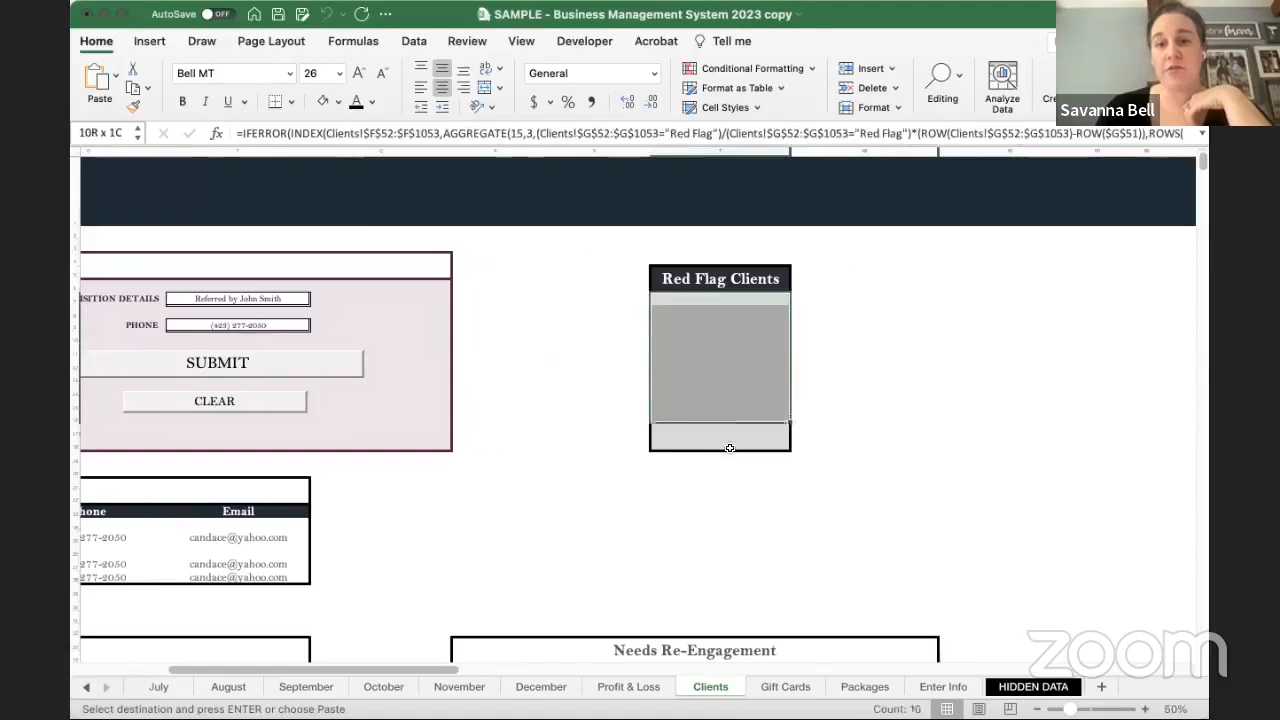 AutoSave OFF
SAMPLE - Business Management System 2023 copy
Home Insert Draw Page Layout Formulas Data Review View Developer Acrobat Tell me
Paste
Bell MT 26
B I U
General
Conditional Formatting
Format as Table
Cell Styles
Insert
Delete
Format
Editing
Analyze Data
Savanna Bell
10R x 1C
fx =IFERROR(INDEX(Clients!$F$52:$F$1053,AGGREGATE(15,3,(Clients!$G$52:$G$1053="Red Flag")/(Clients!$G$52:$G$1053="Red Flag")*(ROW(Clients!$G$52:$G$1053)-ROW($G$51)),ROWS(
Red Flag Clients
SITION DETAILS Referred by John Smith
PHONE (423) 277-2050
SUBMIT
CLEAR
hone Email
277-2050 candace@yahoo.com
277-2050 candace@yahoo.com
277-2050 candace@yahoo.com
Needs Re-Engagement
zoom
July August September October November December Profit & Loss Clients Gift Cards Packages Enter Info HIDDEN DATA +
Select destination and press ENTER or choose Paste
Count: 10
50%